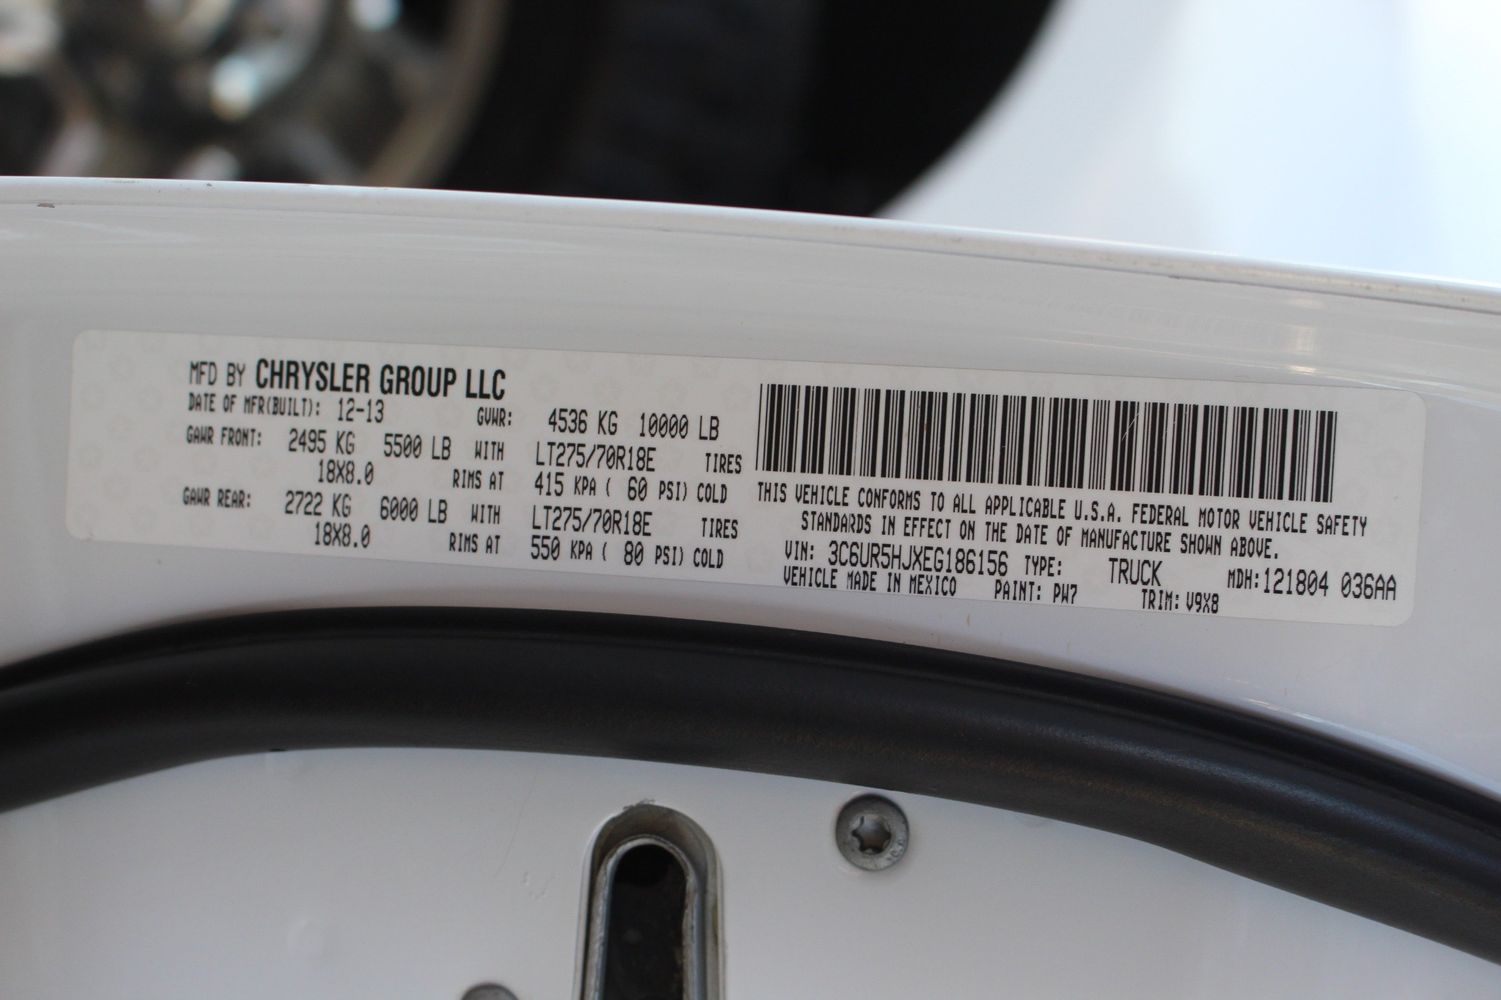 MFD BY CHRYSLER GROUP LLC
DATE OF MFR(BUILT): 12-13 GVWR: 4536 KG 10000 LB
GAWR FRONT: 2495 KG 5500 LB WITH LT275/70R18E TIRES
18X8.0 RIMS AT 415 KPA ( 60 PSI) COLD
GAWR REAR: 2722 KG 6000 LB WITH LT275/70R18E TIRES
18X8.0 RIMS AT 550 KPA ( 80 PSI) COLD
THIS VEHICLE CONFORMS TO ALL APPLICABLE U.S.A. FEDERAL MOTOR VEHICLE SAFETY
STANDARDS IN EFFECT ON THE DATE OF MANUFACTURE SHOWN ABOVE.
VIN: 3C6UR5HJXEG186156 TYPE: TRUCK MDH:121804 036AA
VEHICLE MADE IN MEXICO PAINT: PW7 TRIM: V9X8